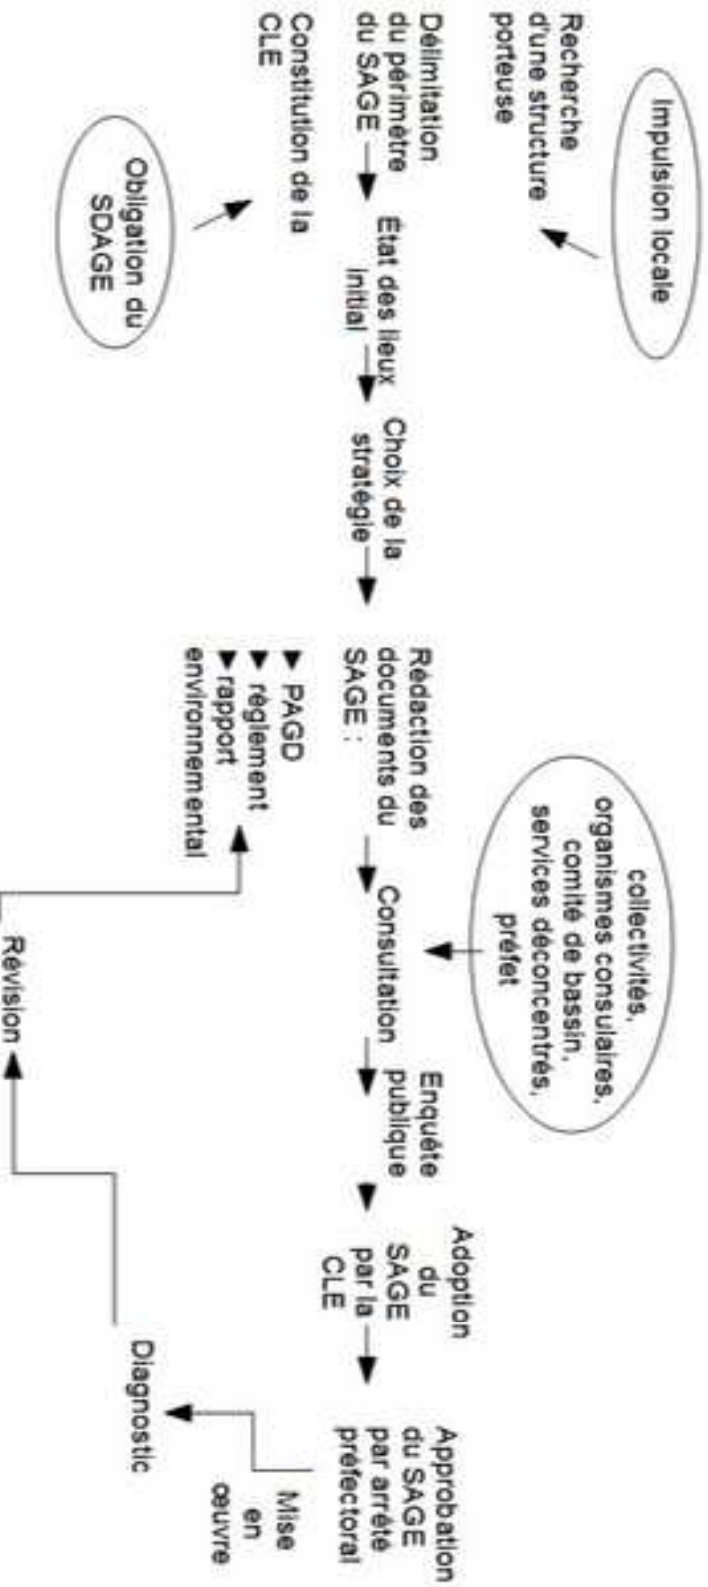 Impulsion locale
Recherche
d'une structure
porteuse
Délimitation
du périmètre
du SAGE
Constitution de la
CLE
Obligation du
SDAGE
État des lieux
initial
Choix de la
stratégie
Rédaction des
documents du
SAGE :
▶ PAGD
▶ règlement
▶ rapport
environnemental
collectivités,
organismes consulaires,
comité de bassin,
services déconcentrés,
préfet
Consultation
Enquête
publique
Adoption
du
SAGE
par la
CLE
Approbation
du SAGE
par arrêté
préfectoral
Mise
en
œuvre
Diagnostic
Révision